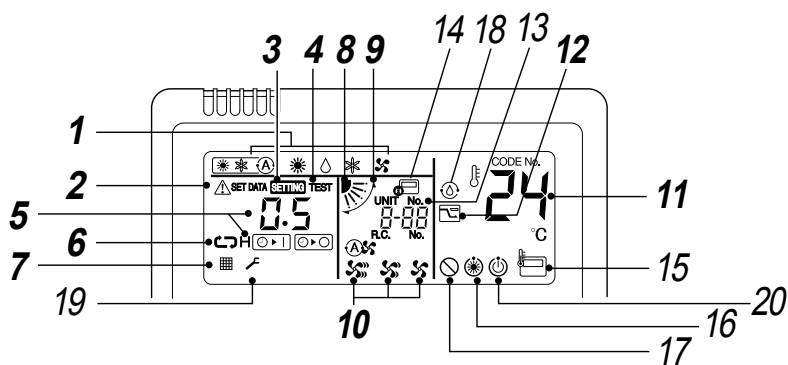 3 4 8 9 14 18 13 12
1
A
CODE No.
2
SET DATA SETTING TEST
UNIT No.
24
11
5
0.5
8-88
R.C. No.
°C
6
H
A
7
15
19
10
17
16
20